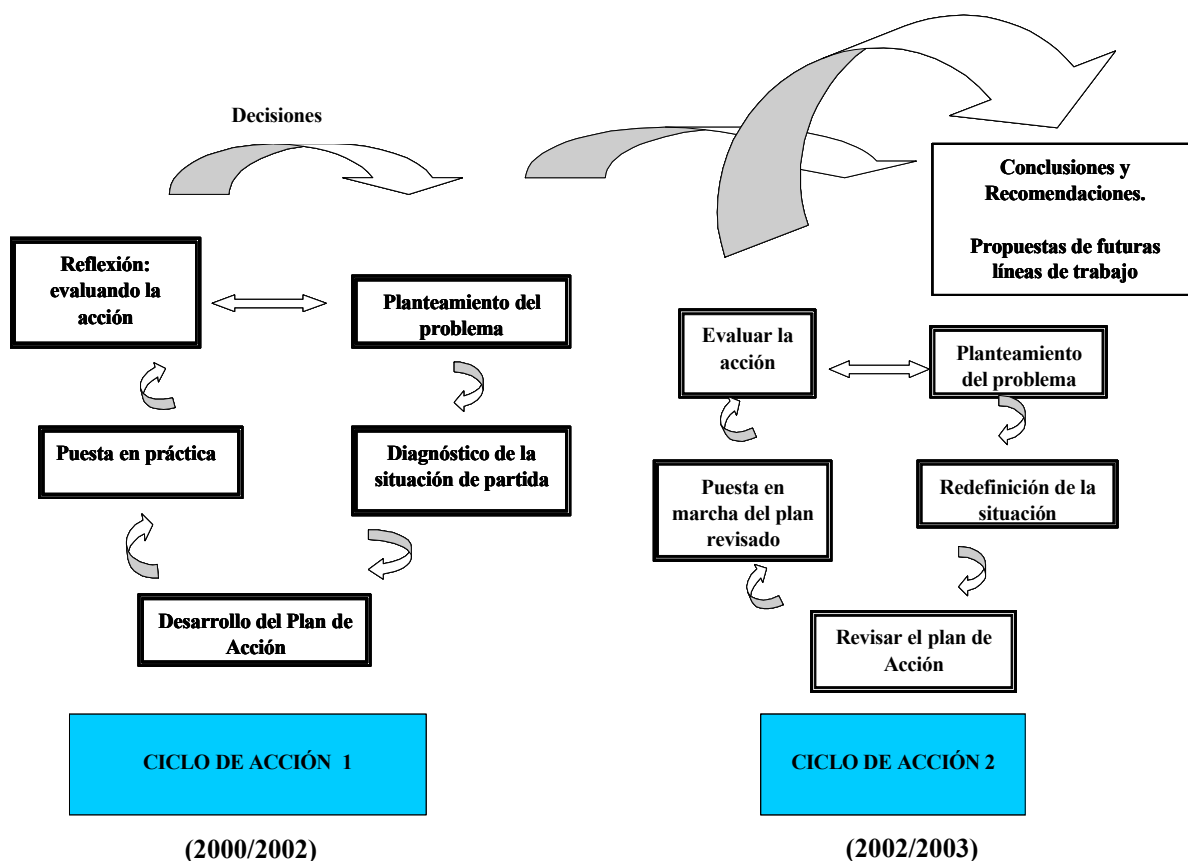 Decisiones
Reflexión:
evaluando la
acción
Planteamiento del
problema
Puesta en práctica
Diagnóstico de la
situación de partida
Desarrollo del Plan de
Acción
CICLO DE ACCIÓN 1
(2000/2002)
Conclusiones y
Recomendaciones.
Propuestas de futuras
líneas de trabajo
Evaluar la
acción
Planteamiento
del problema
Puesta en
marcha del plan
revisado
Redefinición de la
situación
Revisar el plan de
Acción
CICLO DE ACCIÓN 2
(2002/2003)